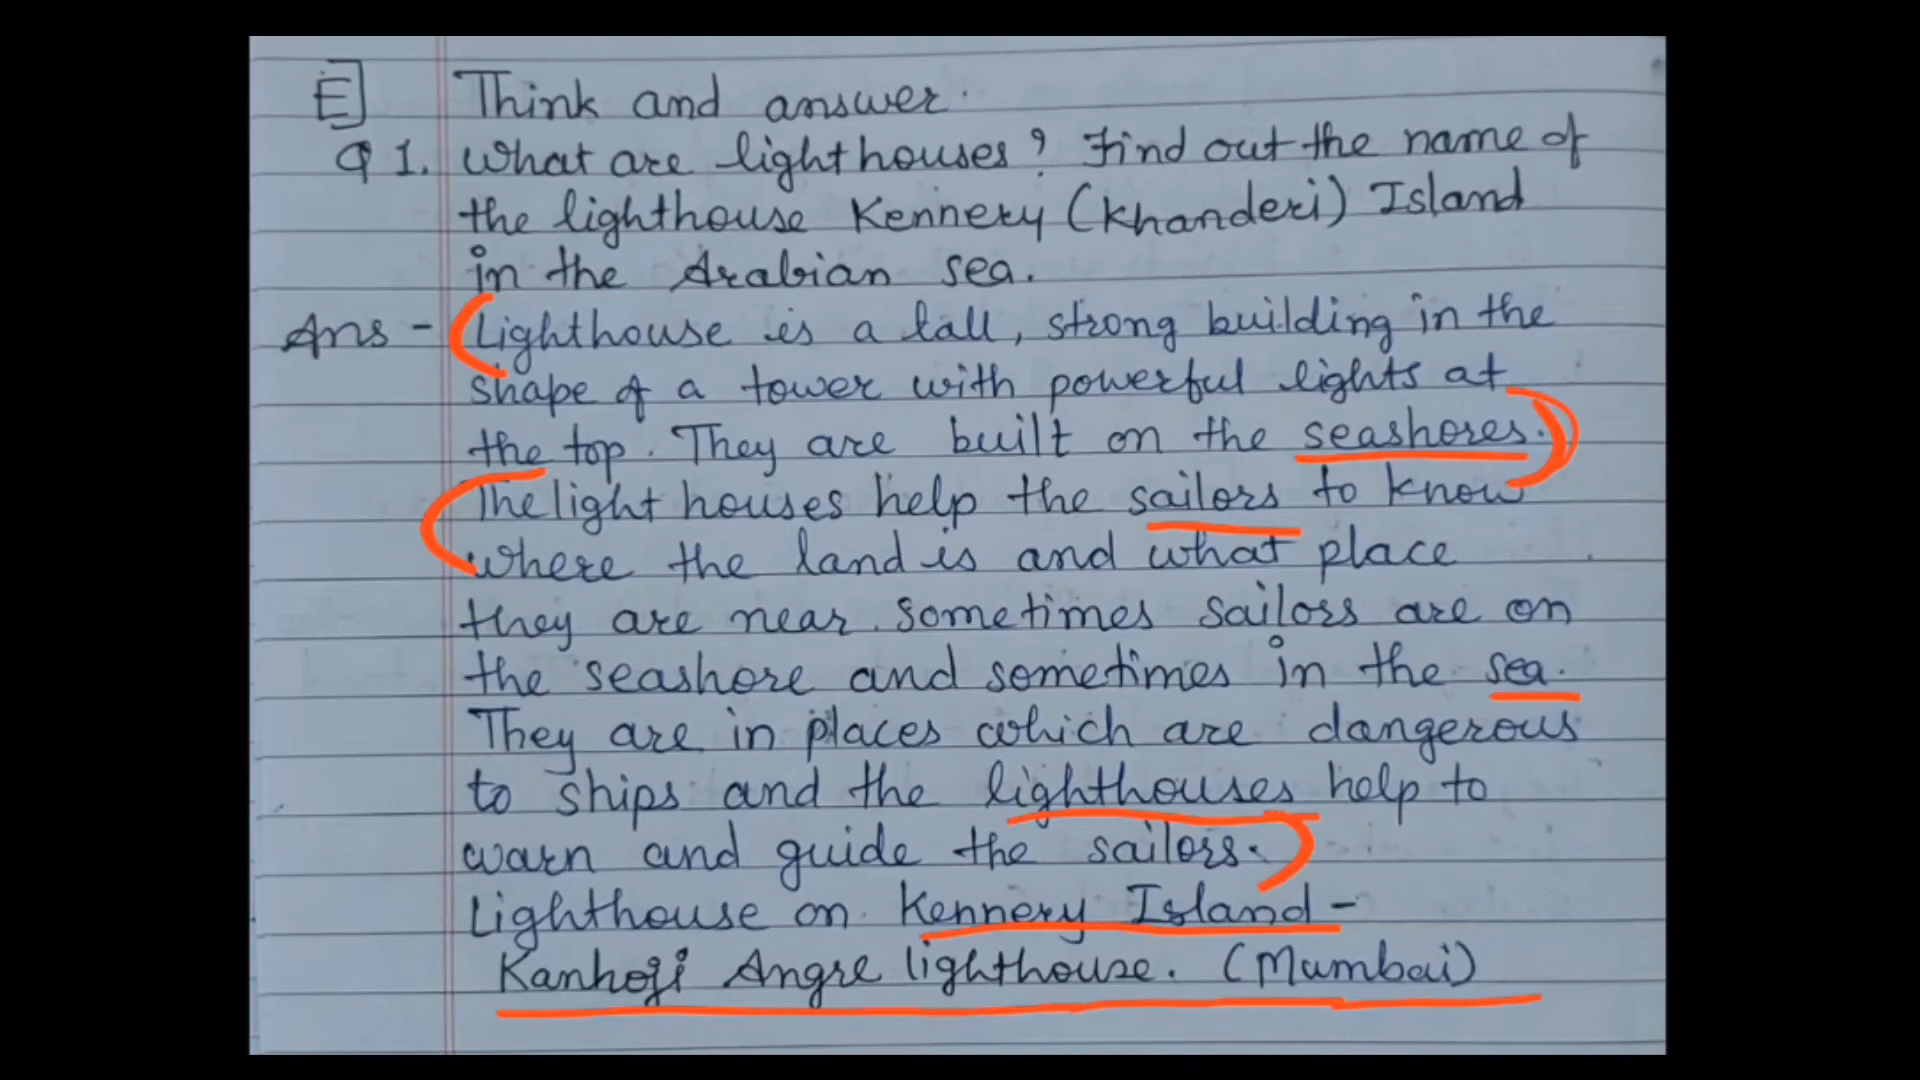 E] Think and answer.
Q1. What are lighthouses? Find out the name of
the lighthouse Kennery (Khanderi) Island
in the Arabian sea.
Ans - Lighthouse is a tall, strong building in the
shape of a tower with powerful lights at
the top. They are built on the seashores.
The light houses help the sailors to know
where the land is and what place
they are near. Sometimes sailors are on
the seashore and sometimes in the sea.
They are in places which are dangerous
to ships and the lighthouses help to
warn and guide the sailors.
Lighthouse on Kennery Island -
Kanhoji Angre lighthouse. (Mumbai)